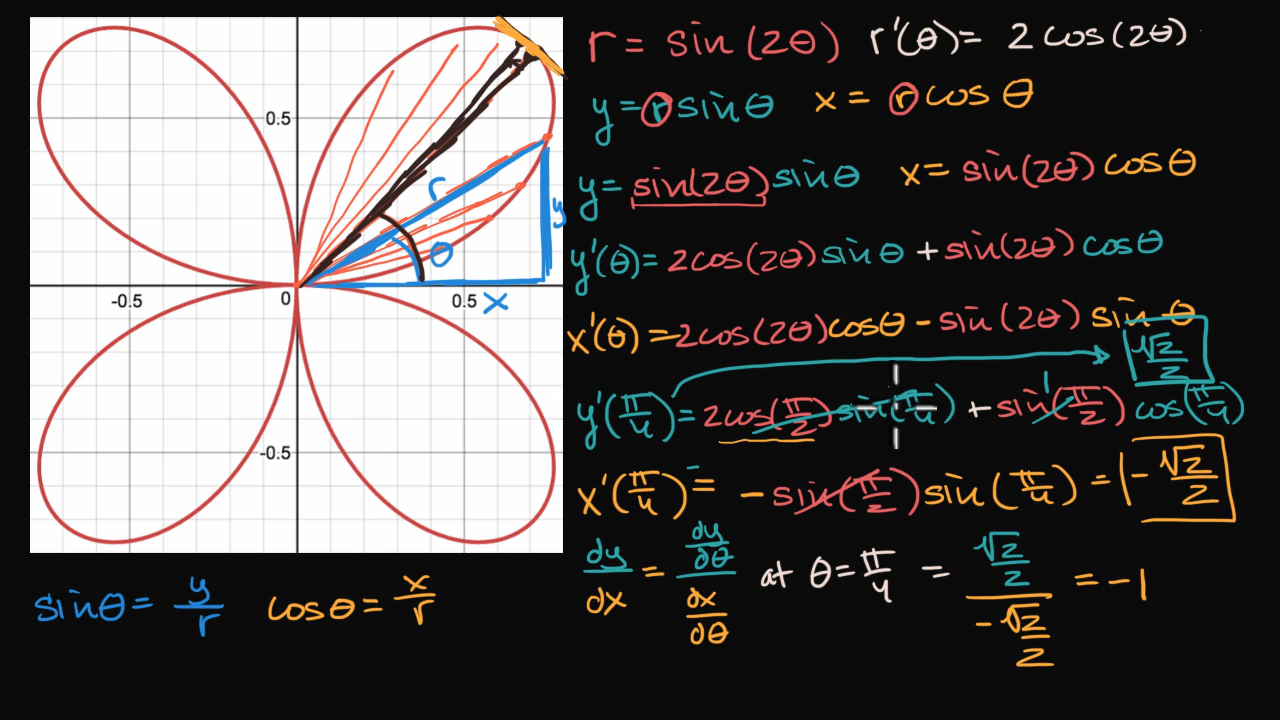 r = sin(2θ) r'(θ) = 2 cos(2θ)
y = r sinθ x = r cosθ
y = sin(2θ) sinθ x = sin(2θ) cosθ
y'(θ) = 2cos(2θ) sinθ + sin(2θ) cosθ
x'(θ) = 2cos(2θ) cosθ - sin(2θ) sinθ
√2/2
y'(π/4) = 2cos(π/2) sin(π/4) + sin(π/2) cos(π/4)
1
x'(π/4) = - sin(π/2) sin(π/4) = -√2/2
dy/dx = (dy/dθ)/(dx/dθ) at θ = π/4 = (√2/2)/(-√2/2) = -1
0.5
r
y
θ
-0.5 0 0.5
x
-0.5
sinθ = y/r cosθ = x/r